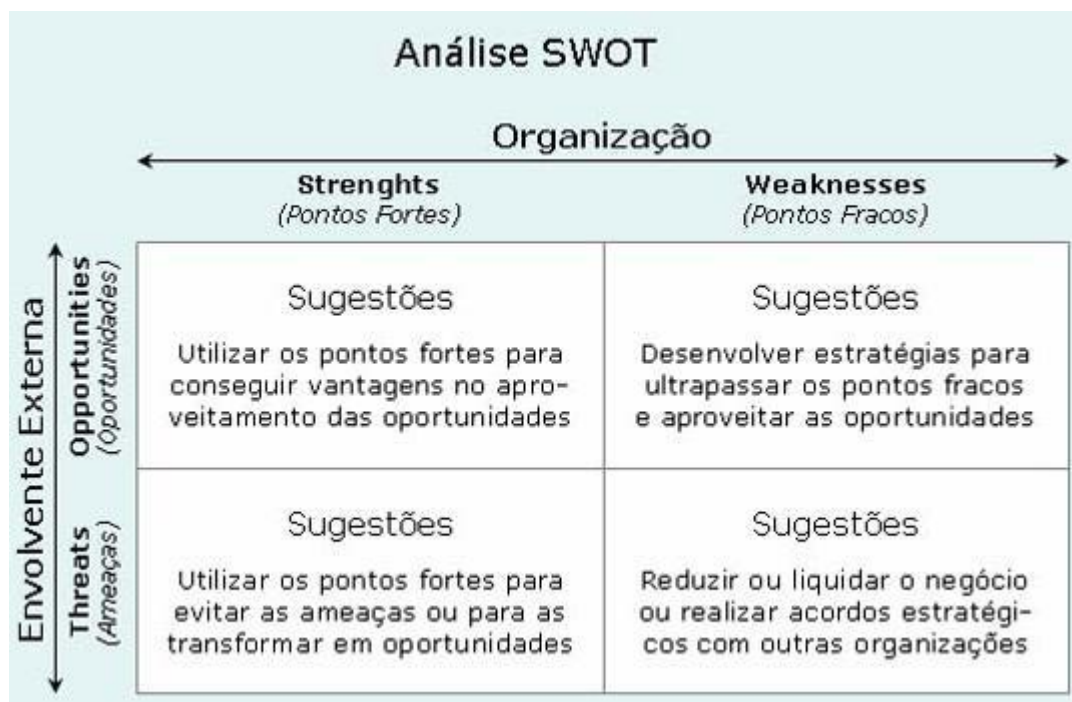 Análise SWOT
Organização
Strenghts
(Pontos Fortes)
Weaknesses
(Pontos Fracos)
Envolvente Externa
Opportunities
(Oportunidades)
Sugestões
Utilizar os pontos fortes para
conseguir vantagens no apro-
veitamento das oportunidades
Sugestões
Desenvolver estratégias para
ultrapassar os pontos fracos
e aproveitar as oportunidades
Threats
(Ameaças)
Sugestões
Utilizar os pontos fortes para
evitar as ameaças ou para as
transformar em oportunidades
Sugestões
Reduzir ou liquidar o negócio
ou realizar acordos estratégi-
cos com outras organizações